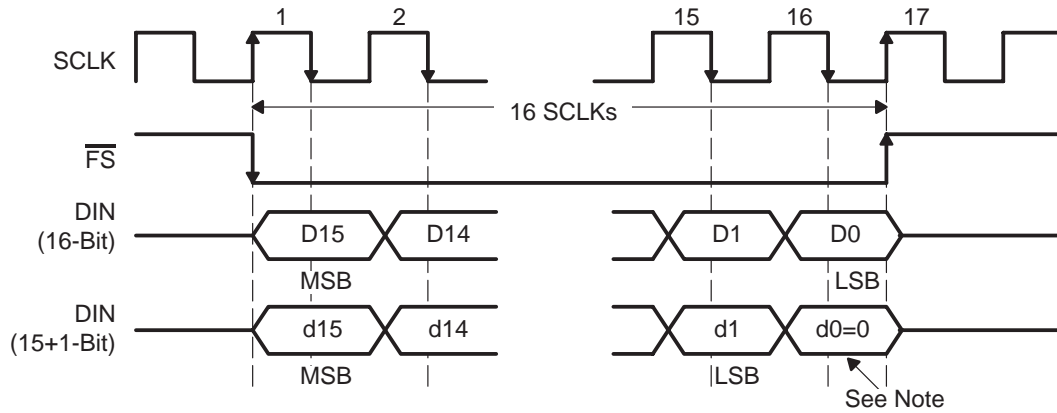 1 2 15 16 17
SCLK
16 SCLKs
FS
DIN
(16-Bit)
D15 D14 D1 D0
MSB LSB
DIN
(15+1-Bit)
d15 d14 d1 d0=0
MSB LSB
See Note